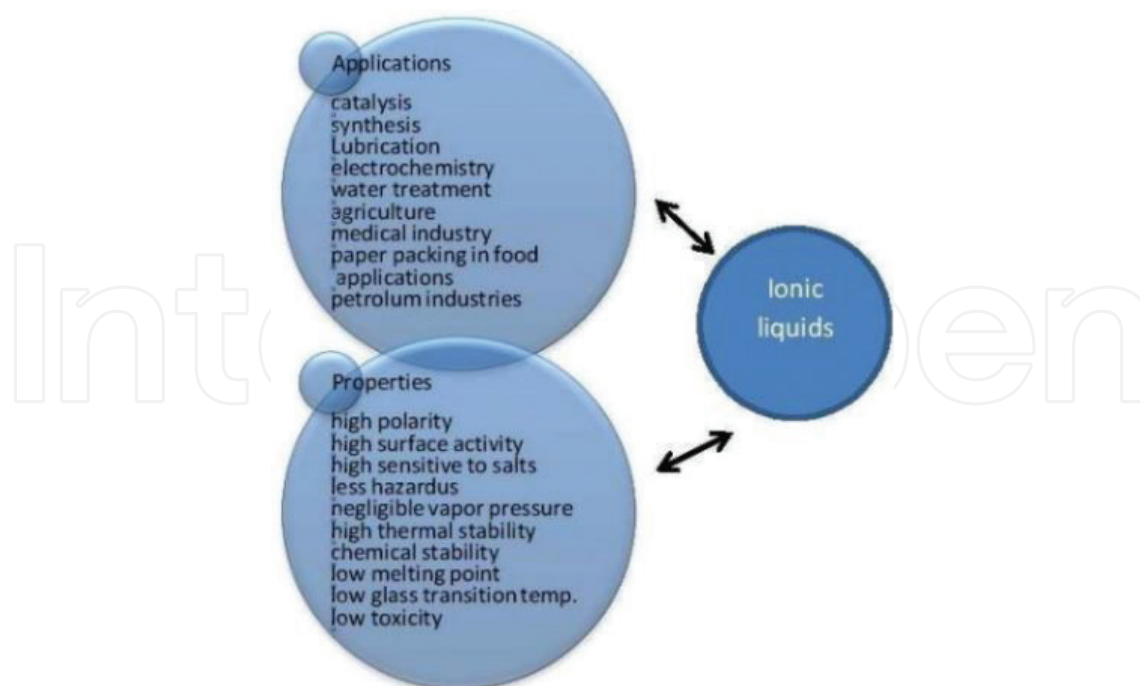 Applications
catalysis
synthesis
Lubrication
electrochemistry
water treatment
agriculture
medical industry
paper packing in food
applications
petrolum industries
Properties
high polarity
high surface activity
high sensitive to salts
less hazardus
negligible vapor pressure
high thermal stability
chemical stability
low melting point
low glass transition temp.
low toxicity
Ionic
liquids